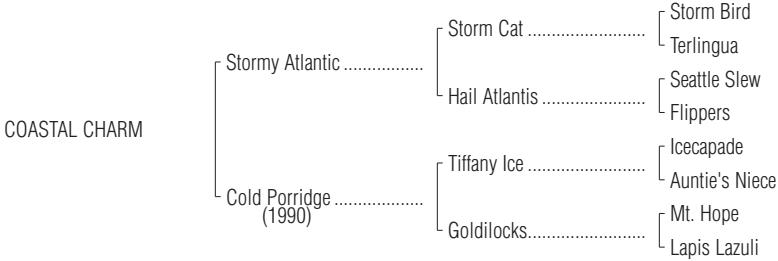 Storm Bird
Storm Cat ........................
Terlingua
Stormy Atlantic .................
Seattle Slew
Hail Atlantis ......................
Flippers
COASTAL CHARM
Icecapade
Tiffany Ice .........................
Auntie's Niece
Cold Porridge ...................
(1990)
Mt. Hope
Goldilocks.........................
Lapis Lazuli